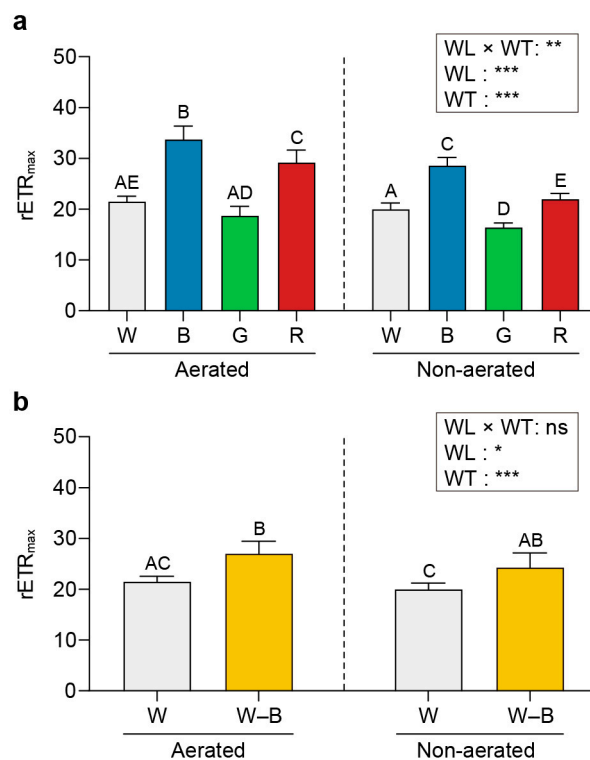 a
50
40
30
20
10
0
rETRmax
WL × WT: **
WL : ***
WT : ***
AE B AD C A C D E
W B G R W B G R
Aerated Non-aerated
b
50
40
30
20
10
0
rETRmax
WL × WT: ns
WL : *
WT : ***
AC B C AB
W W–B W W–B
Aerated Non-aerated